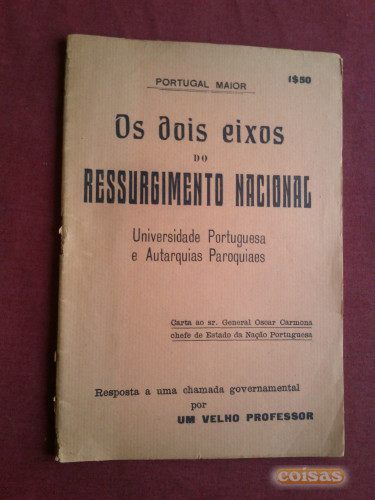 PORTUGAL MAIOR
1$50
Os dois eixos
DO
RESSURGIMENTO NACIONAL
Universidade Portuguesa
e Autarquias Paroquiaes
Carta ao sr. General Oscar Carmona
chefe de Estado da Nação Portuguesa
Resposta a uma chamada governamental
por
UM VELHO PROFESSOR
coisas